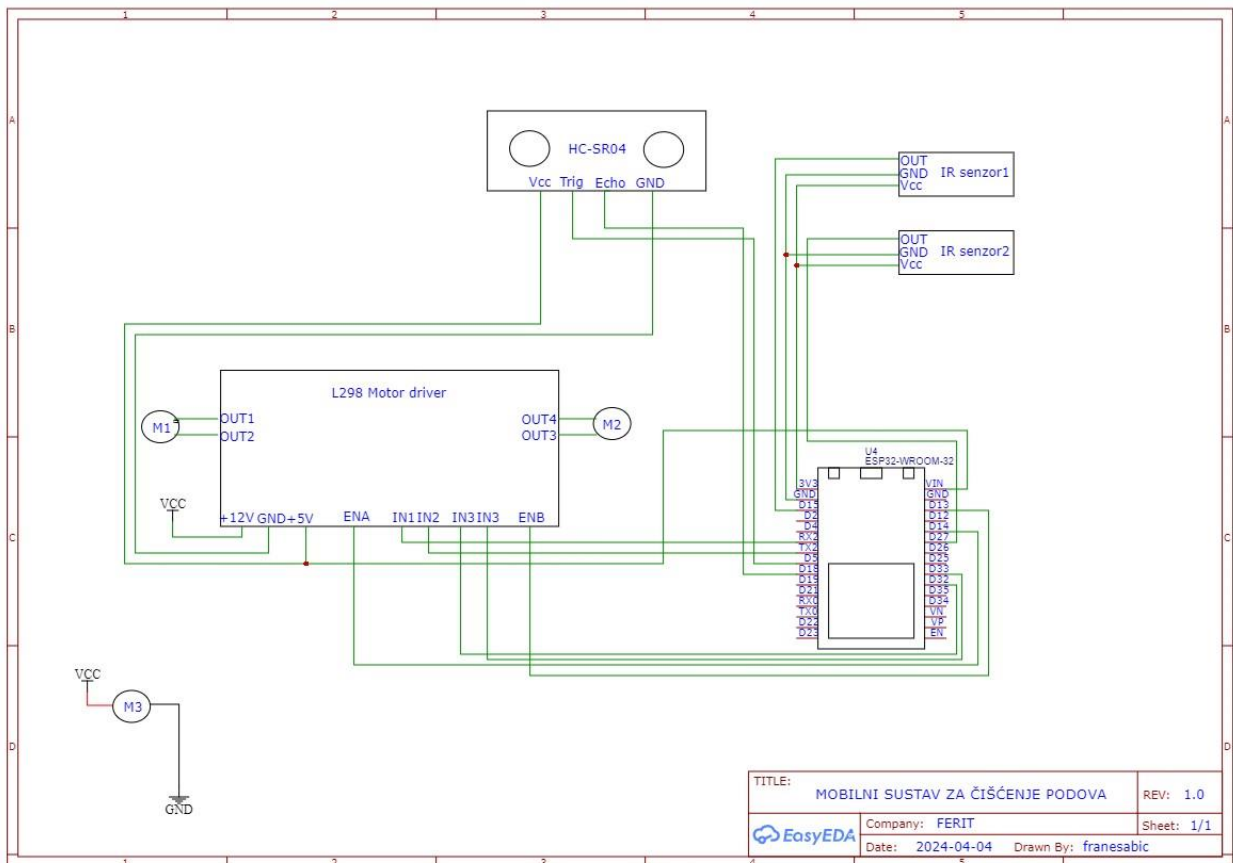 1 2 3 4 5
A A
B B
C C
D D
HC-SR04
Vcc Trig Echo GND
OUT
GND IR senzor1
Vcc
OUT
GND IR senzor2
Vcc
L298 Motor driver
M1
OUT1
OUT2
OUT4
OUT3
M2
VCC
+12V GND +5V ENA IN1 IN2 IN3 IN3 ENB
U4
ESP32-WROOM-32
3V3 VIN
GND GND
D15 D13
D2 D12
D4 D14
RX2 D27
TX2 D26
D5 D25
D18 D33
D19 D32
D21 D35
RX0 D34
TX0 VN
D22 VP
D23 EN
VCC
M3
GND
TITLE:
MOBILNI SUSTAV ZA ČIŠĆENJE PODOVA
REV: 1.0
EasyEDA
Company: FERIT
Sheet: 1/1
Date: 2024-04-04 Drawn By: franesabic
1 2 3 4 5